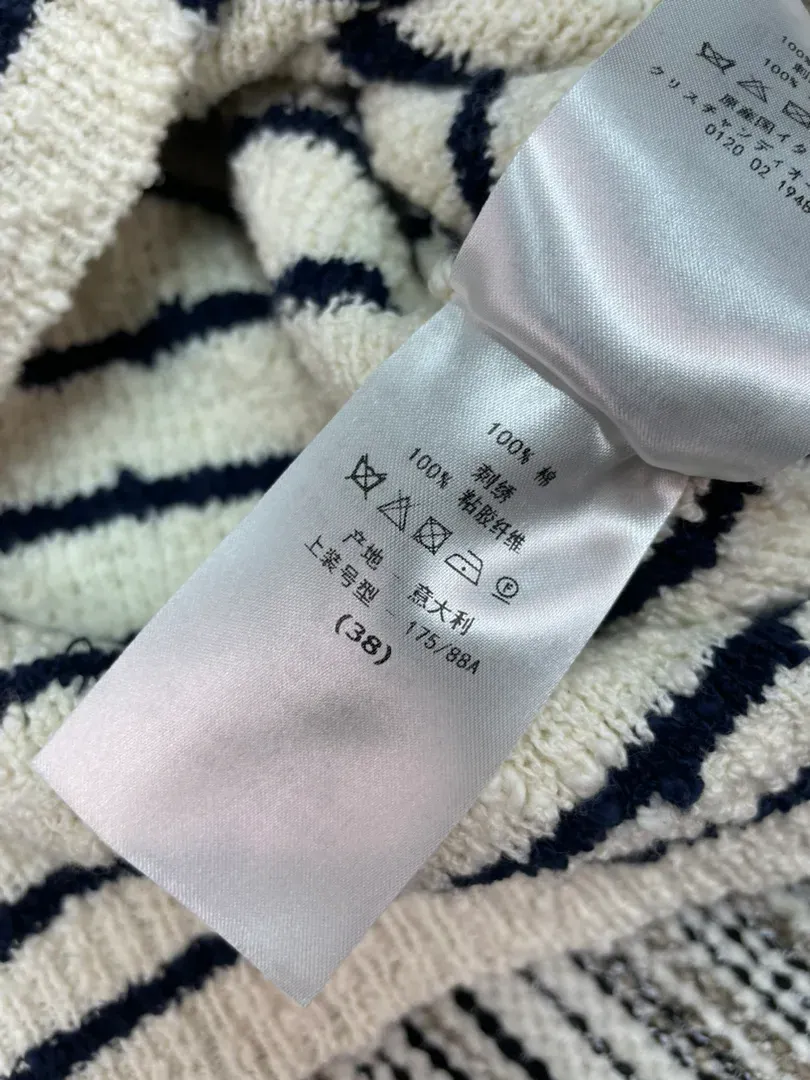 100%
100%
原産国イタ
クリスチャンディオ
0120 02 1946
100% 棉
刺绣
100% 粘胶纤维
F
产地 - 意大利
上装号型 - 175/88A
(38)